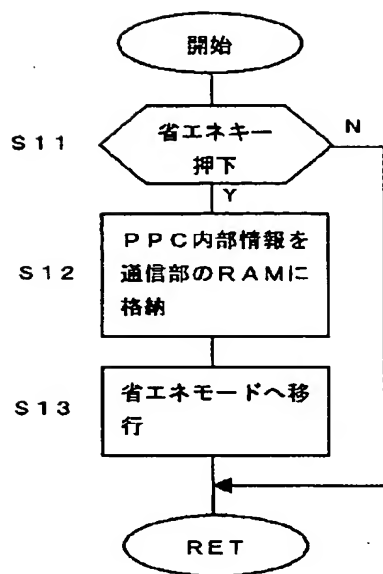 開始
S11
省エネキー
押下
N
Y
S12
PPC内部情報を
通信部のRAMに
格納
S13
省エネモードへ移
行
RET